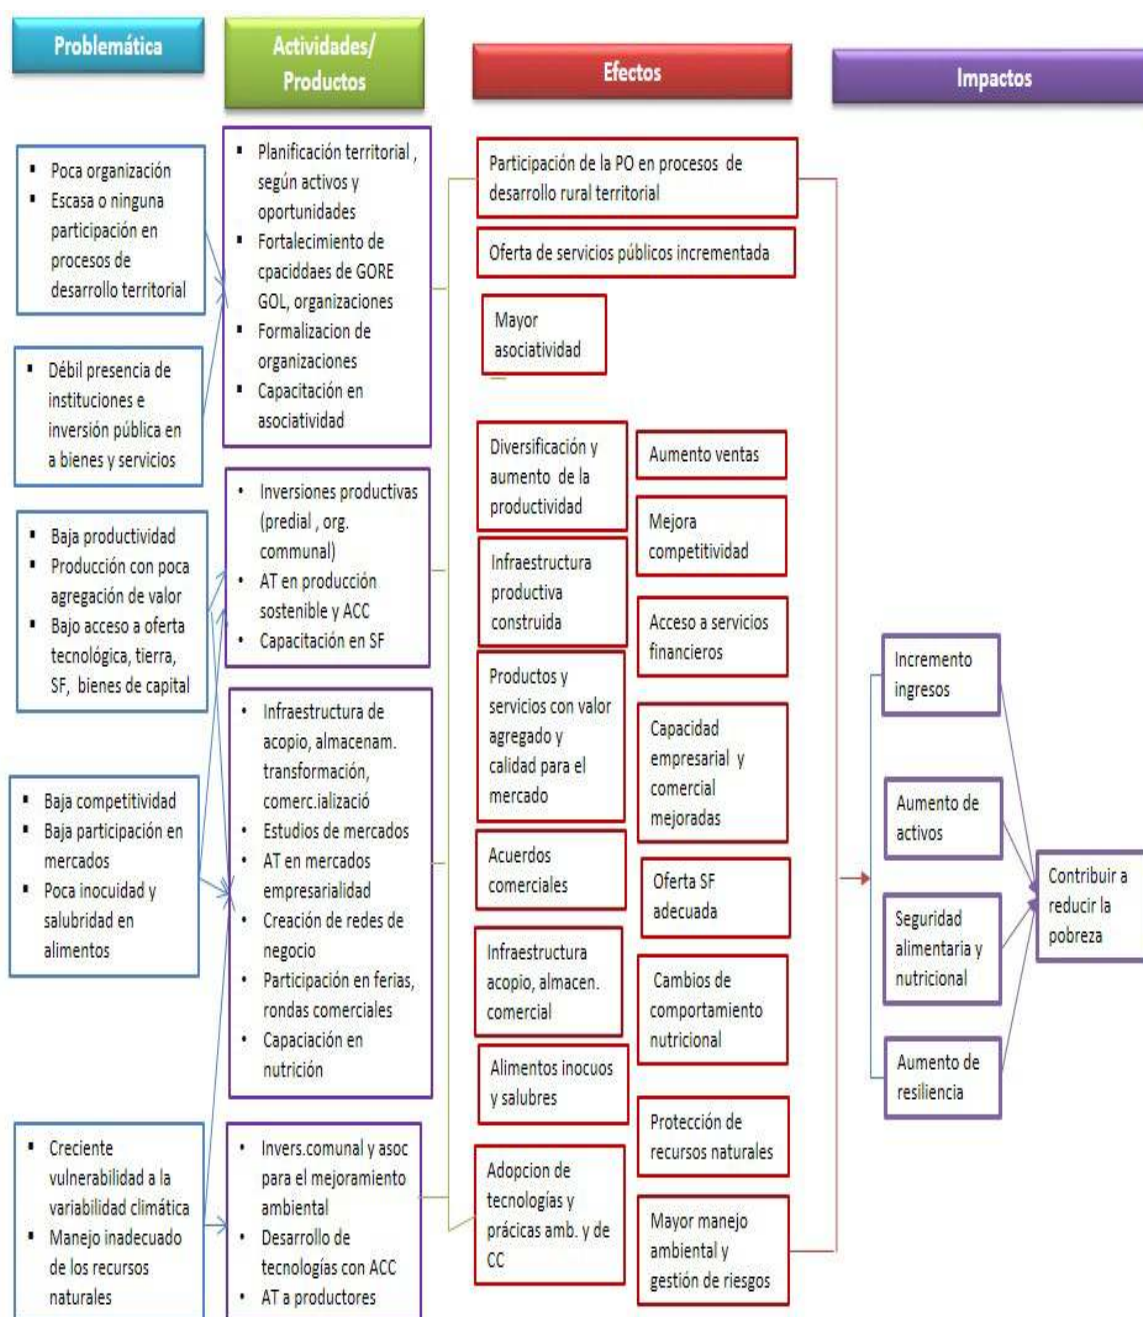 Problemática
Actividades/
Productos
Efectos
Impactos
▪ Poca organización
▪ Escasa o ninguna
participación en
procesos de
desarrollo territorial
▪ Débil presencia de
instituciones e
inversión pública en
a bienes y servicios
▪ Baja productividad
▪ Producción con poca
agregación de valor
▪ Bajo acceso a oferta
tecnológica, tierra,
SF, bienes de capital
▪ Baja competitividad
▪ Baja participación en
mercados
▪ Poca inocuidad y
salubridad en
alimentos
▪ Creciente
vulnerabilidad a la
variabilidad climática
▪ Manejo inadecuado
de los recursos
naturales
▪ Planificación territorial ,
según activos y
oportunidades
▪ Fortalecimiento de
cpaciddaes de GORE
GOL, organizaciones
▪ Formalizacion de
organizaciones
▪ Capacitación en
asociatividad
• Inversiones productivas
(predial , org.
communal)
• AT en producción
sostenible y ACC
• Capacitación en SF
• Infraestructura de
acopio, almacenam.
transformación,
comerc.ializació
• Estudios de mercados
• AT en mercados
empresarialidad
• Creación de redes de
negocio
• Participación en ferias,
rondas comerciales
• Capaciación en
nutrición
• Invers.comunal y asoc
para el mejoramiento
ambiental
• Desarrollo de
tecnologías con ACC
• AT a productores
Participación de la PO en procesos de
desarrollo rural territorial
Oferta de servicios públicos incrementada
Mayor
asociatividad
Diversificación y
aumento de la
productividad
Infraestructura
productiva
construida
Productos y
servicios con valor
agregado y
calidad para el
mercado
Acuerdos
comerciales
Infraestructura
acopio, almacen.
comercial
Alimentos inocuos
y salubres
Adopcion de
tecnologías y
prácicas amb. y de
CC
Aumento ventas
Mejora
competitividad
Acceso a servicios
financieros
Capacidad
empresarial y
comercial
mejoradas
Oferta SF
adecuada
Cambios de
comportamiento
nutricional
Protección de
recursos naturales
Mayor manejo
ambiental y
gestión de riesgos
Incremento
ingresos
Aumento de
activos
Seguridad
alimentaria y
nutricional
Aumento de
resiliencia
Contribuir a
reducir la
pobreza